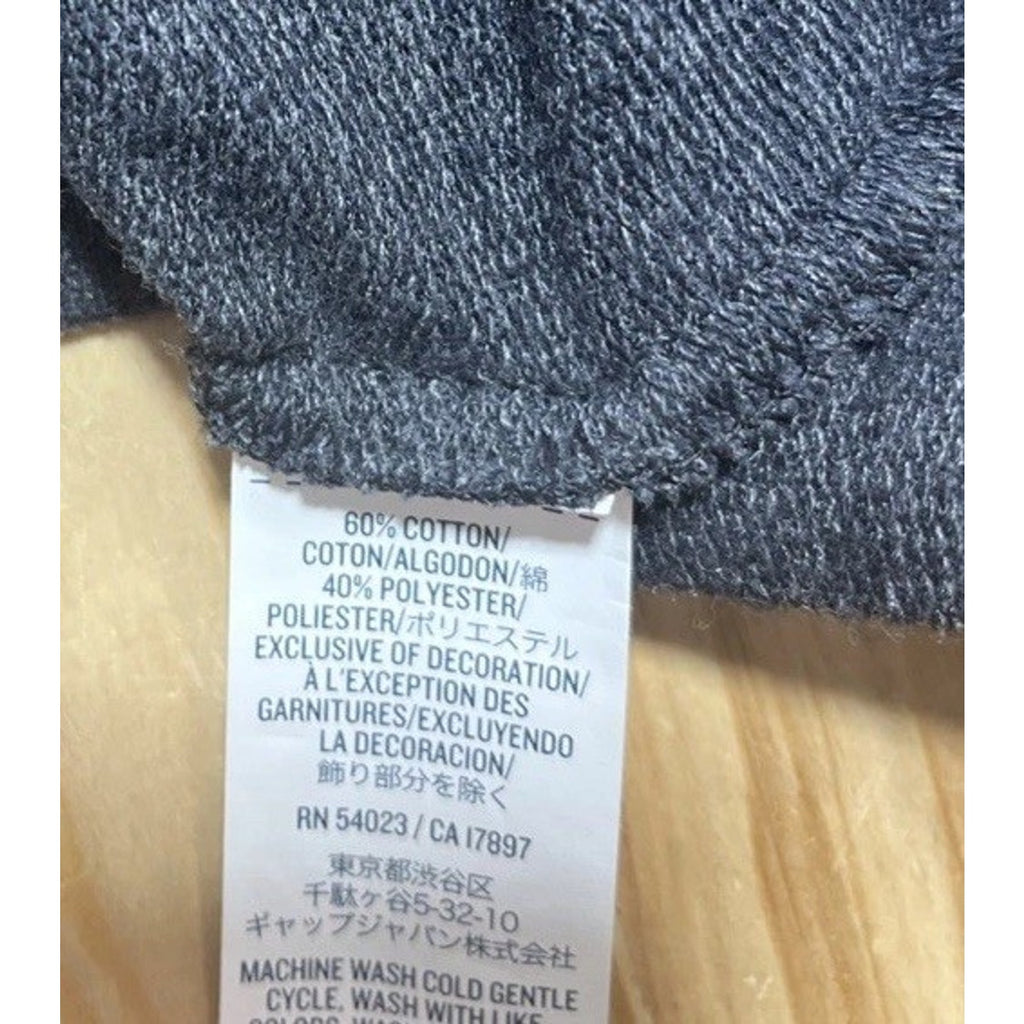 60% COTTON/
COTON/ALGODON/綿
40% POLYESTER/
POLIESTER/ポリエステル
EXCLUSIVE OF DECORATION/
À L'EXCEPTION DES
GARNITURES/EXCLUYENDO
LA DECORACION/
飾り部分を除く
RN 54023 / CA 17897
東京都渋谷区
千駄ヶ谷5-32-10
ギャップジャパン株式会社
MACHINE WASH COLD GENTLE
CYCLE, WASH WITH LIKE
COLORS, WASH